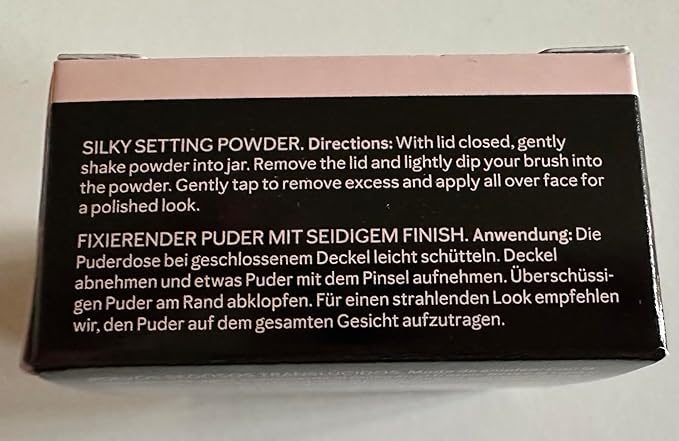 SILKY SETTING POWDER. Directions: With lid closed, gently
shake powder into jar. Remove the lid and lightly dip your brush into
the powder. Gently tap to remove excess and apply all over face for
a polished look.
FIXIERENDER PUDER MIT SEIDIGEM FINISH. Anwendung: Die
Puderdose bei geschlossenem Deckel leicht schütteln. Deckel
abnehmen und etwas Puder mit dem Pinsel aufnehmen. Überschüssi-
gen Puder am Rand abklopfen. Für einen strahlenden Look empfehlen
wir, den Puder auf dem gesamten Gesicht aufzutragen.
TRANSLÚCIDOS.